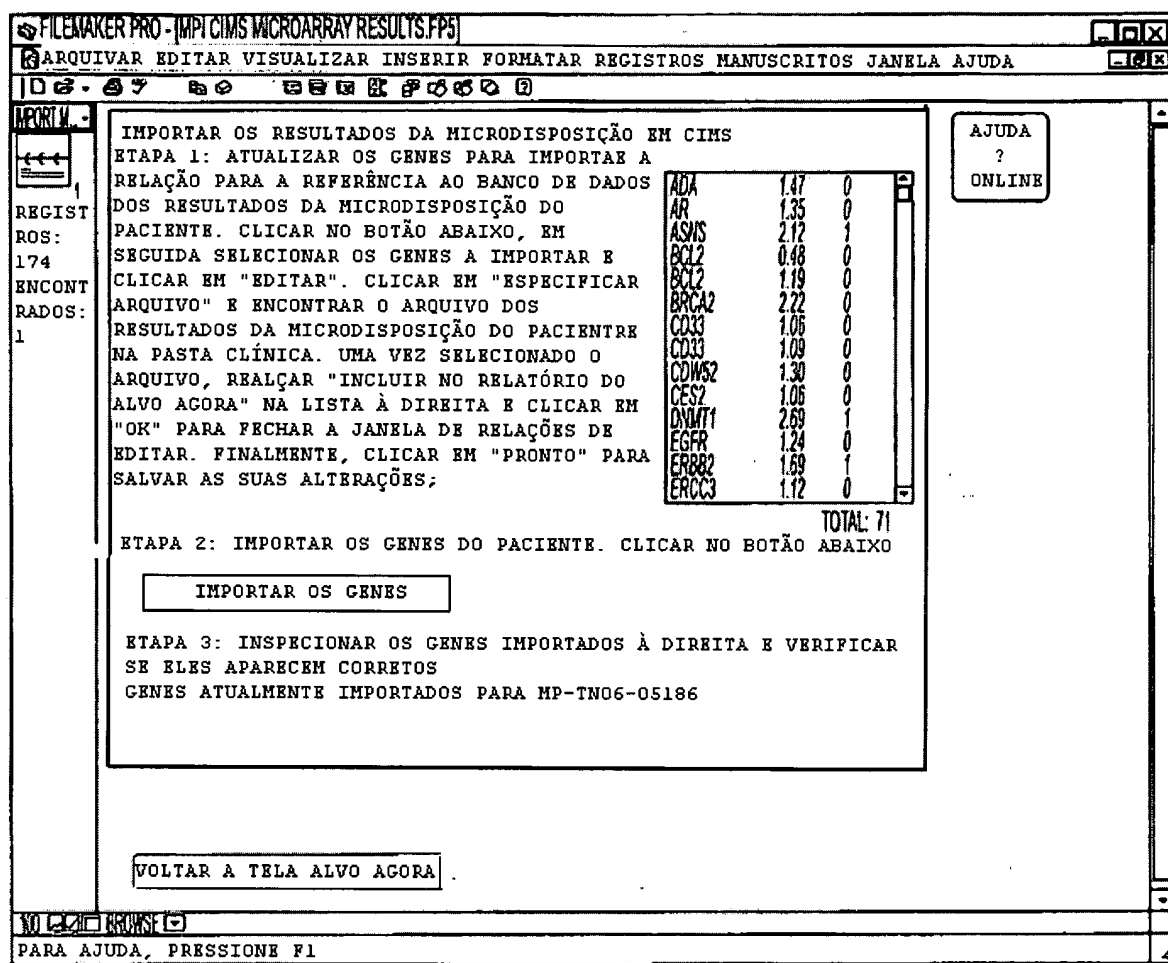 FILEMAKER PRO - [MPI CIMS MICROARRAY RESULTS.FP5]
ARQUIVAR EDITAR VISUALIZAR INSERIR FORMATAR REGISTROS MANUSCRITOS JANELA AJUDA
MPORT M...
1
REGIST
ROS:
174
ENCONT
RADOS:
1
IMPORTAR OS RESULTADOS DA MICRODISPOSIÇÃO EM CIMS
ETAPA 1: ATUALIZAR OS GENES PARA IMPORTAE A
RELAÇÃO PARA A REFERÊNCIA AO BANCO DE DADOS
DOS RESULTADOS DA MICRODISPOSIÇÃO DO
PACIENTE. CLICAR NO BOTÃO ABAIXO, EM
SEGUIDA SELECIONAR OS GENES A IMPORTAR E
CLICAR EM "EDITAR". CLICAR EM "ESPECIFICAR
ARQUIVO" E ENCONTRAR O ARQUIVO DOS
RESULTADOS DA MICRODISPOSIÇÃO DO PACIENTRE
NA PASTA CLÍNICA. UMA VEZ SELECIONADO O
ARQUIVO, REALÇAR "INCLUIR NO RELATÓRIO DO
ALVO AGORA" NA LISTA À DIREITA E CLICAR EM
"OK" PARA FECHAR A JANELA DE RELAÇÕES DE
EDITAR. FINALMENTE, CLICAR EM "PRONTO" PARA
SALVAR AS SUAS ALTERAÇÕES;
ADA 1.47 0
AR 1.35 0
ASNS 2.12 1
BCL2 0.48 0
BCL2 1.19 0
BRCA2 2.22 0
CD33 1.06 0
CD33 1.09 0
CDW52 1.30 0
CES2 1.06 0
DNMT1 2.69 1
EGFR 1.24 0
ERBB2 1.69 1
ERCC3 1.12 0
TOTAL: 71
AJUDA
?
ONLINE
ETAPA 2: IMPORTAR OS GENES DO PACIENTE. CLICAR NO BOTÃO ABAIXO
IMPORTAR OS GENES
ETAPA 3: INSPECIONAR OS GENES IMPORTADOS À DIREITA E VERIFICAR
SE ELES APARECEM CORRETOS
GENES ATUALMENTE IMPORTADOS PARA MP-TN06-05186
VOLTAR A TELA ALVO AGORA
BROWSE
PARA AJUDA, PRESSIONE F1